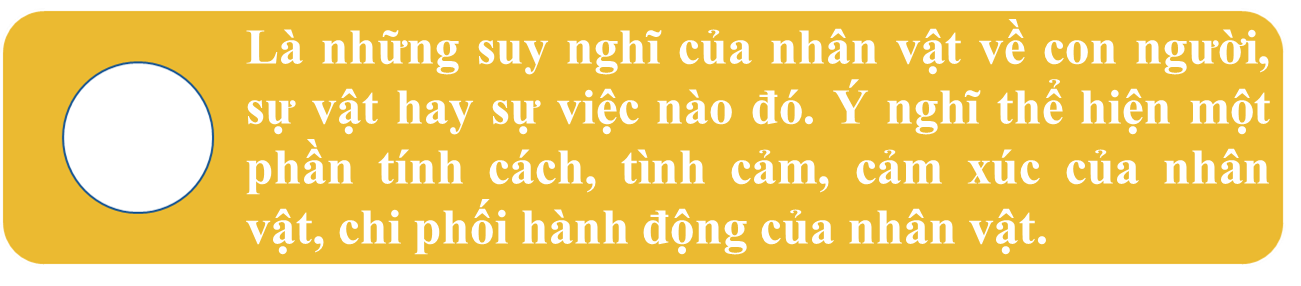 Là những suy nghĩ của nhân vật về con người,
sự vật hay sự việc nào đó. Ý nghĩ thể hiện một
phần tính cách, tình cảm, cảm xúc của nhân
vật, chi phối hành động của nhân vật.